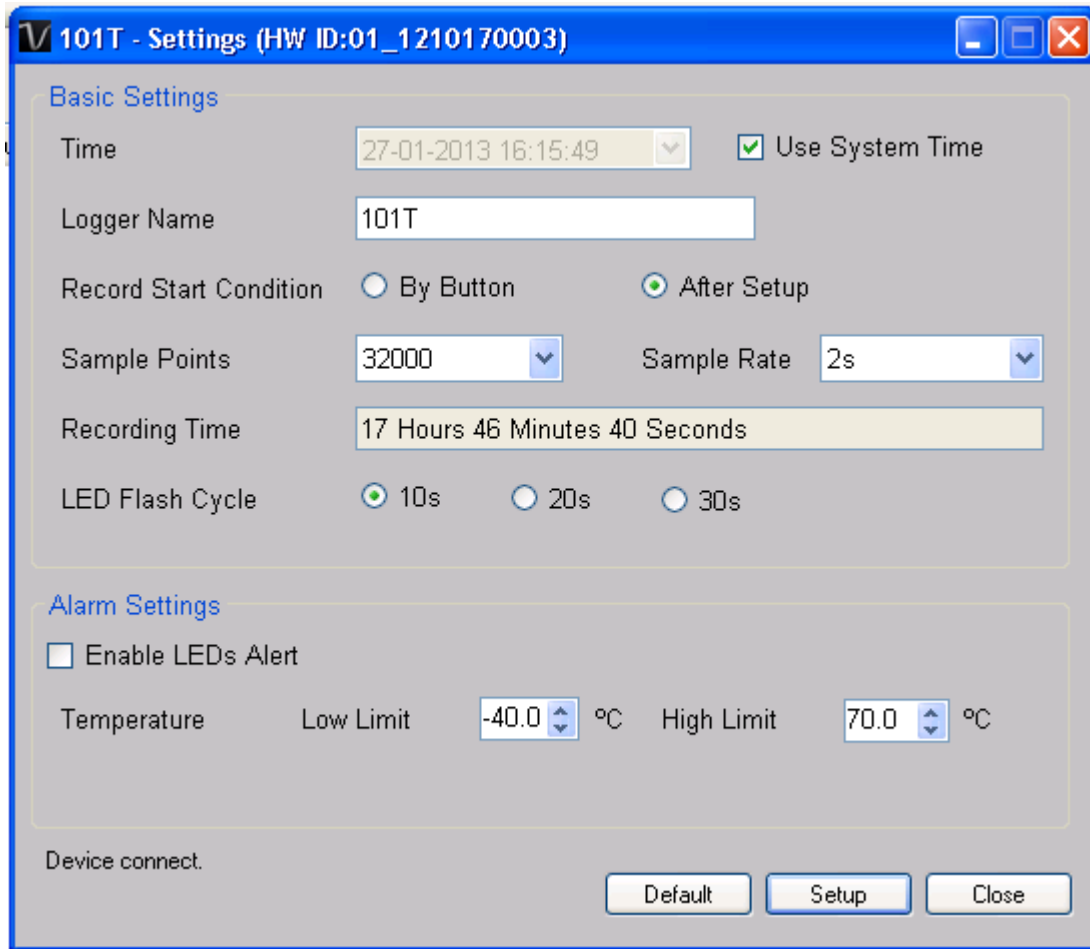 101T - Settings (HW ID:01_1210170003)
Basic Settings
Time 27-01-2013 16:15:49 Use System Time
Logger Name 101T
Record Start Condition By Button After Setup
Sample Points 32000 Sample Rate 2s
Recording Time 17 Hours 46 Minutes 40 Seconds
LED Flash Cycle 10s 20s 30s
Alarm Settings
Enable LEDs Alert
Temperature Low Limit -40.0 ºC High Limit 70.0 ºC
Device connect.
Default Setup Close